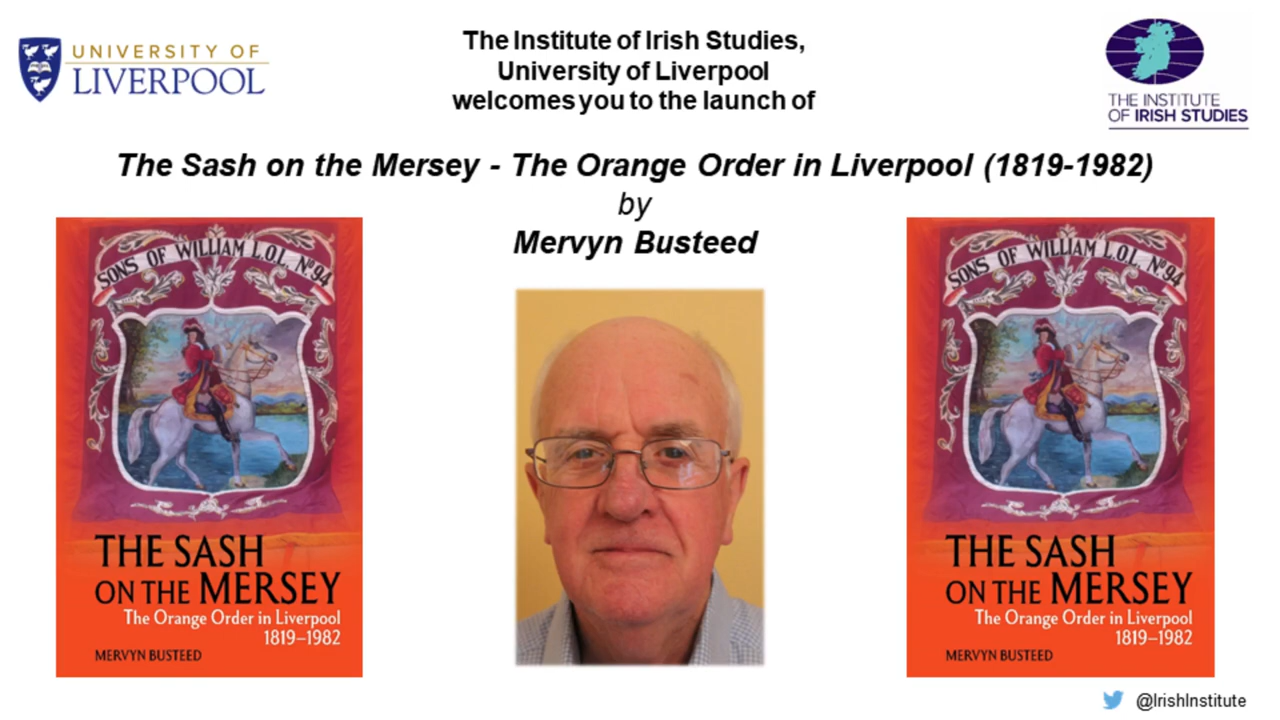 UNIVERSITY OF
LIVERPOOL
The Institute of Irish Studies,
University of Liverpool
welcomes you to the launch of
THE INSTITUTE
OF IRISH STUDIES
The Sash on the Mersey - The Orange Order in Liverpool (1819-1982)
by
Mervyn Busteed
SONS OF WILLIAM L.O.L. Nº 94
THE SASH
ON THE MERSEY
The Orange Order in Liverpool
1819–1982
MERVYN BUSTEED
SONS OF WILLIAM L.O.L. Nº 94
THE SASH
ON THE MERSEY
The Orange Order in Liverpool
1819–1982
MERVYN BUSTEED
@IrishInstitute